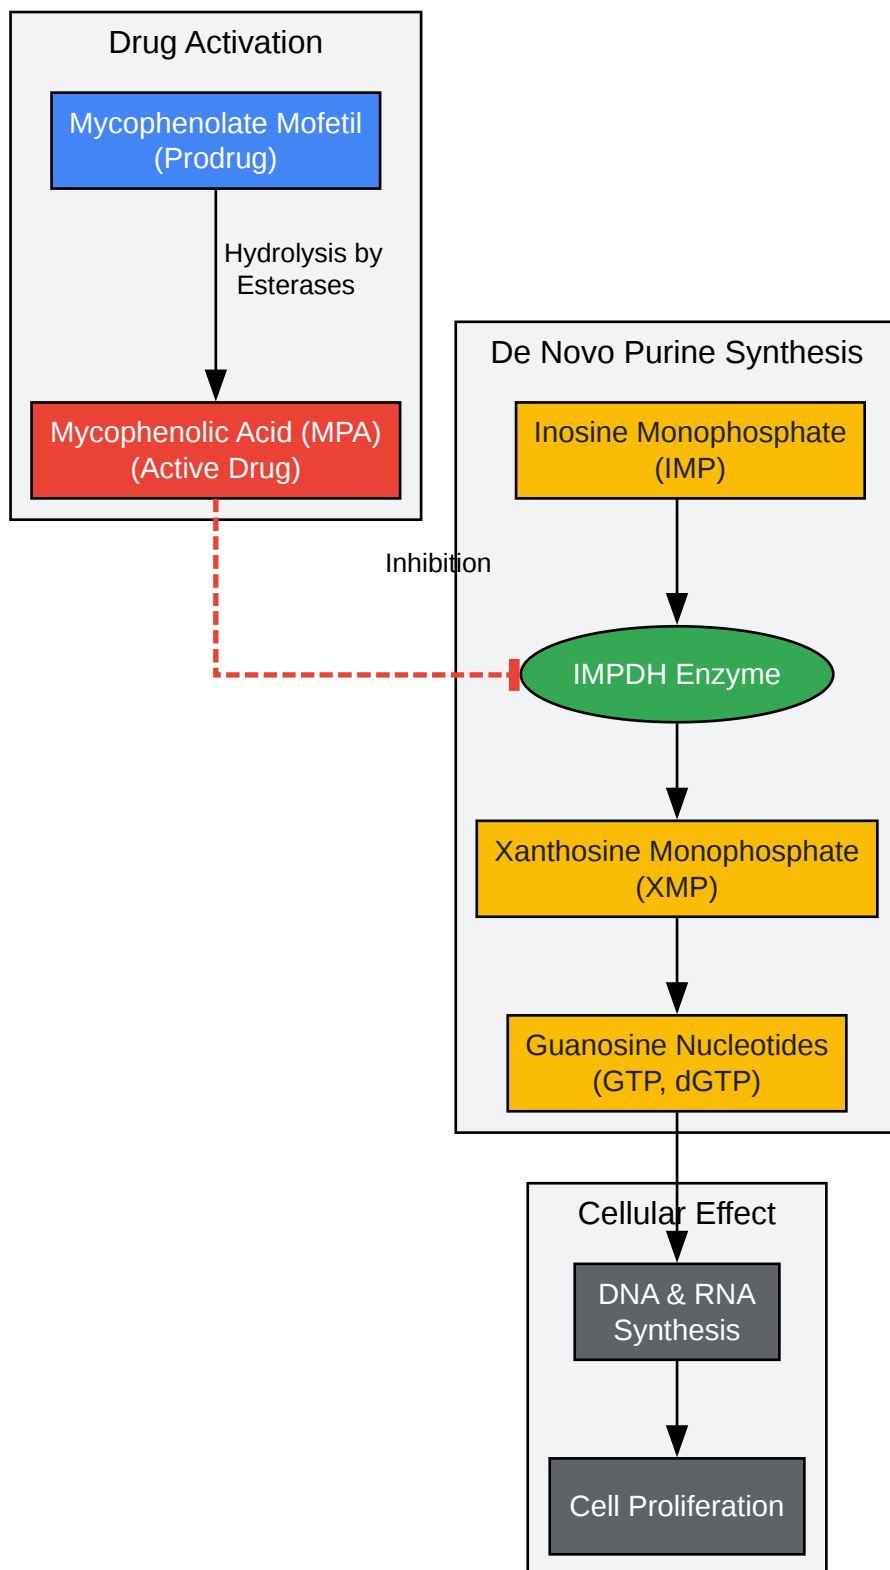 Drug Activation
Mycophenolate Mofetil
(Prodrug)
Hydrolysis by
Esterases
Mycophenolic Acid (MPA)
(Active Drug)
De Novo Purine Synthesis
Inosine Monophosphate
(IMP)
Inhibition
IMPDH Enzyme
Xanthosine Monophosphate
(XMP)
Guanosine Nucleotides
(GTP, dGTP)
Cellular Effect
DNA & RNA
Synthesis
Cell Proliferation